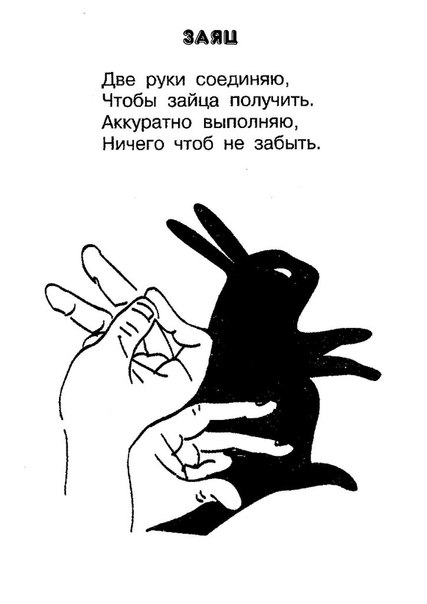 ЗАЯЦ
Две руки соединяю,
Чтобы зайца получить.
Аккуратно выполняю,
Ничего чтоб не забыть.